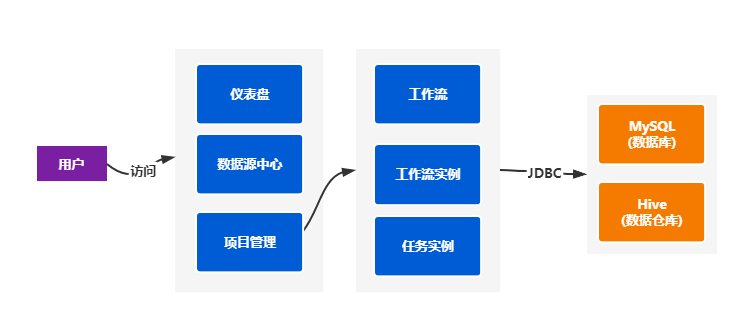 用户
访问
仪表盘
数据源中心
项目管理
工作流
工作流实例
任务实例
JDBC
MySQL
(数据库)
Hive
(数据仓库)